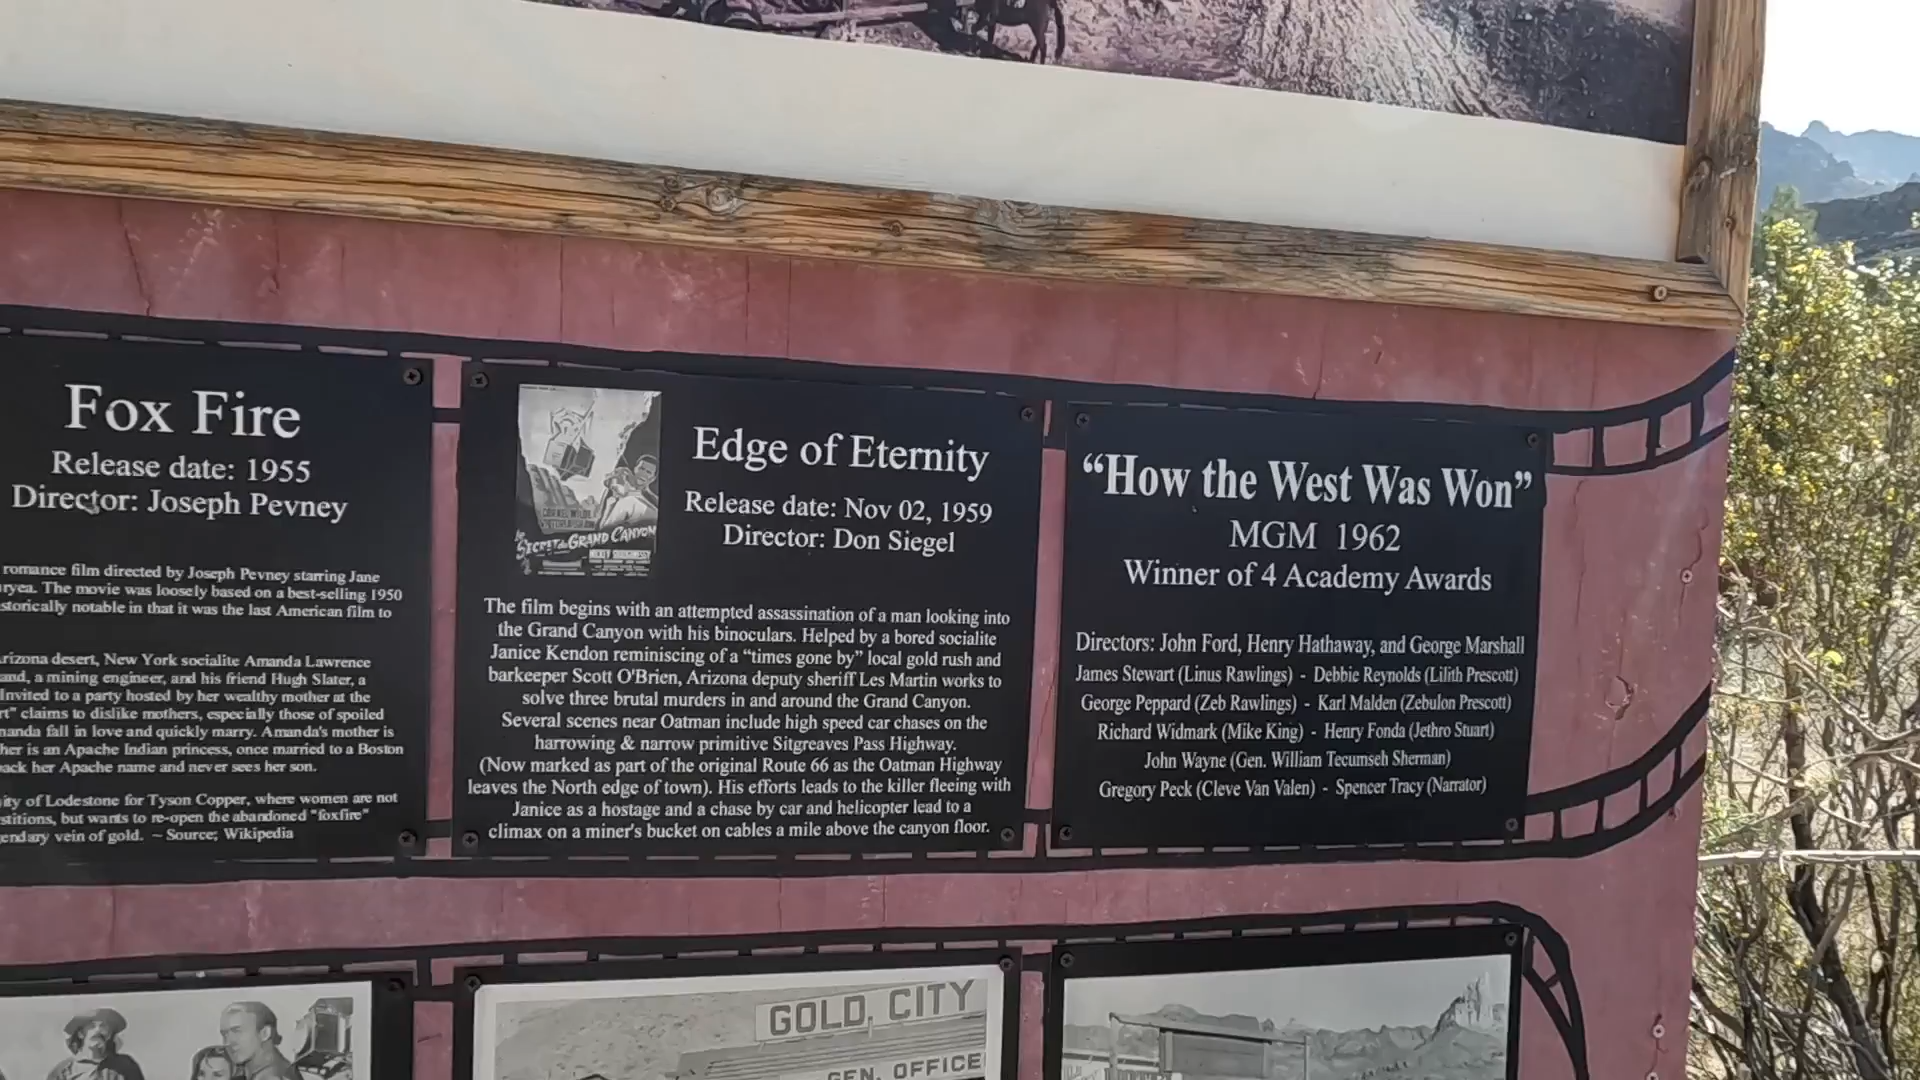 Fox Fire
Release date: 1955
Director: Joseph Pevney
romance film directed by Joseph Pevney starring Jane
ryea. The movie was loosely based on a best-selling 1950
storically notable in that it was the last American film to
rizona desert, New York socialite Amanda Lawrence
and, a mining engineer, and his friend Hugh Slater, a
Invited to a party hosted by her wealthy mother at the
rt" claims to dislike mothers, especially those of spoiled
manda fall in love and quickly marry. Amanda's mother is
her is an Apache Indian princess, once married to a Boston
ack her Apache name and never sees her son.
ity of Lodestone for Tyson Copper, where women are not
stitions, but wants to re-open the abandoned "foxfire"
endary vein of gold. ~ Source; Wikipedia
SECRET du GRAND CANYON
MICKEY SHAUGHNESSY
Edge of Eternity
Release date: Nov 02, 1959
Director: Don Siegel
The film begins with an attempted assassination of a man looking into
the Grand Canyon with his binoculars. Helped by a bored socialite
Janice Kendon reminiscing of a “times gone by” local gold rush and
barkeeper Scott O'Brien, Arizona deputy sheriff Les Martin works to
solve three brutal murders in and around the Grand Canyon.
Several scenes near Oatman include high speed car chases on the
harrowing & narrow primitive Sitgreaves Pass Highway.
(Now marked as part of the original Route 66 as the Oatman Highway
leaves the North edge of town). His efforts leads to the killer fleeing with
Janice as a hostage and a chase by car and helicopter lead to a
climax on a miner's bucket on cables a mile above the canyon floor.
“How the West Was Won”
MGM 1962
Winner of 4 Academy Awards
Directors: John Ford, Henry Hathaway, and George Marshall
James Stewart (Linus Rawlings) - Debbie Reynolds (Lilith Prescott)
George Peppard (Zeb Rawlings) - Karl Malden (Zebulon Prescott)
Richard Widmark (Mike King) - Henry Fonda (Jethro Stuart)
John Wayne (Gen. William Tecumseh Sherman)
Gregory Peck (Cleve Van Valen) - Spencer Tracy (Narrator)
GOLD CITY
GEN. OFFICE